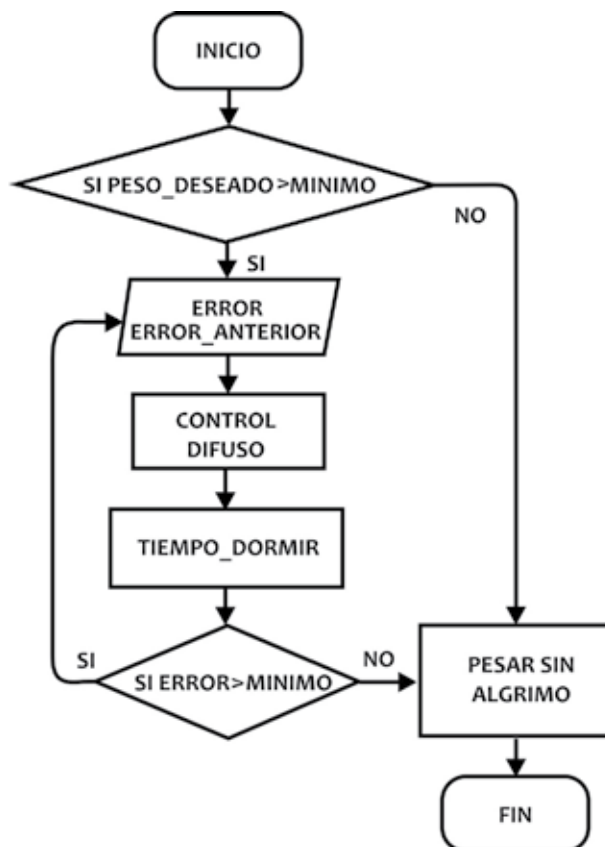 INICIO
SI PESO_DESEADO>MINIMO
NO
SI
ERROR
ERROR_ANTERIOR
CONTROL
DIFUSO
TIEMPO_DORMIR
SI
SI ERROR>MINIMO
NO
PESAR SIN
ALGRIMO
FIN